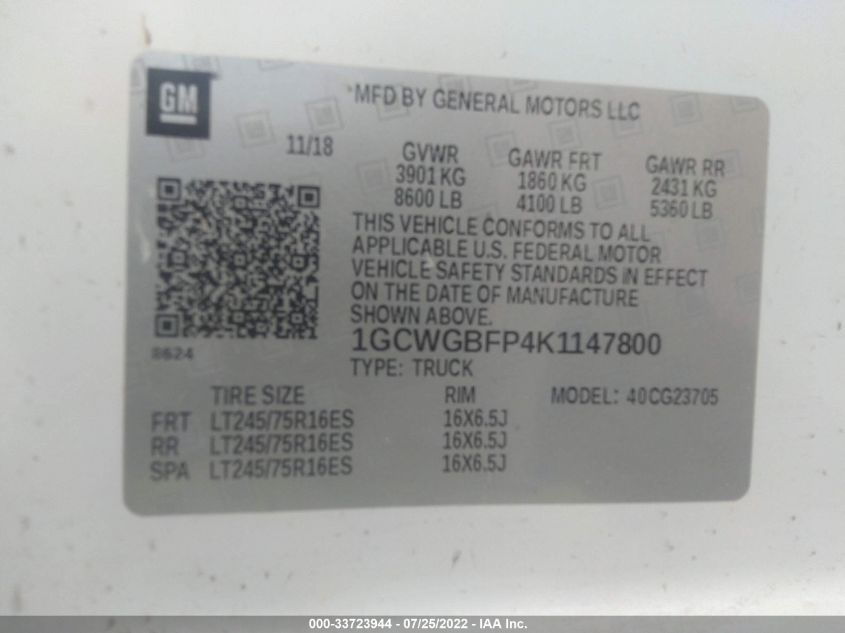 GM
MFD BY GENERAL MOTORS LLC
11/18
GVWR GAWR FRT GAWR RR
3901 KG 1860 KG 2431 KG
8600 LB 4100 LB 5360 LB
THIS VEHICLE CONFORMS TO ALL
APPLICABLE U.S. FEDERAL MOTOR
VEHICLE SAFETY STANDARDS IN EFFECT
ON THE DATE OF MANUFACTURE
SHOWN ABOVE.
8624
1GCWGBFP4K1147800
TYPE: TRUCK
TIRE SIZE RIM MODEL: 40CG23705
FRT LT245/75R16ES 16X6.5J
RR LT245/75R16ES 16X6.5J
SPA LT245/75R16ES 16X6.5J
000-33723944 - 07/25/2022 - IAA Inc.